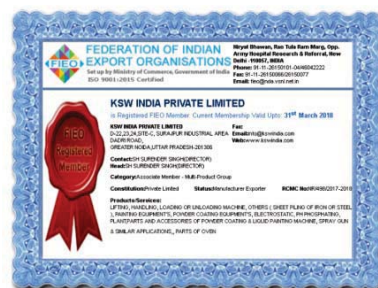 FIEO
FEDERATION OF INDIAN
EXPORT ORGANISATIONS
Set up by Ministry of Commerce, Government of India
ISO 9001:2015 Certified
Niryat Bhawan, Rao Tula Ram Marg, Opp.
Army Hospital Research & Referral, New
Delhi -110057, INDIA
Phone: 91-11-26150101-04/46042222
Fax: 91-11-26150066/26150077
Email: fieo@nda.vsnl.net.in
FIEO
Registered
Member
KSW INDIA PRIVATE LIMITED
is Registered FIEO Member Current Membership Valid Upto: 31st March 2018
KSW INDIA PRIVATE LIMITED
D-22,23,24,SITE-C, SURAJPUR INDUSTRIAL AREA
DADRI ROAD,
GREATER NOIDA,UTTAR PRADESH-201306
Fax:
Email:info@kswindia.com
Web:www.kswindia.com
Contact:SH SURENDER SINGH(DIRECTOR)
Head:SH SURENDER SINGH(DIRECTOR)
Category:Associate Member - Multi Product Group
Constitution:Private Limited Status:Manufacturer Exporter RCMC No:
Products/Services:
LIFTING, HANDLING, LOADING OR UNLOADING MACHINE, OTHERS ( SHEET PILING OF IRON OR STEEL
), PAINTING EQUIPMENTS, POWDER COATING EQUIPMENTS, ELECTROSTATIC, PH PHOSPHATING,
PLANT,PARTS AND ACCESSORIES OF POWDER COATING & LIQUID PAINTING MACHINE, SPRAY GUN
& SIMILAR APPLICATIONS,, PARTS OF OVEN